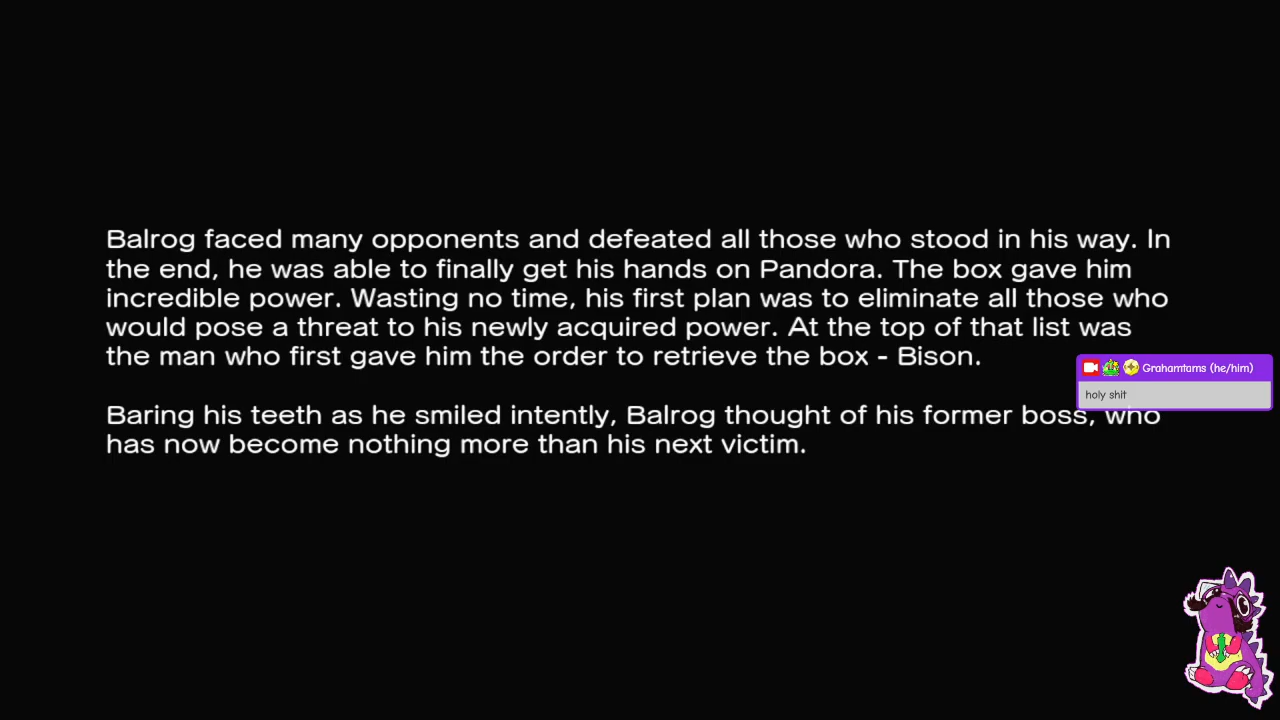 Balrog faced many opponents and defeated all those who stood in his way. In
the end, he was able to finally get his hands on Pandora. The box gave him
incredible power. Wasting no time, his first plan was to eliminate all those who
would pose a threat to his newly acquired power. At the top of that list was
the man who first gave him the order to retrieve the box - Bison.
Grahamtams (he/him)
holy shit
Baring his teeth as he smiled intently, Balrog thought of his former boss, who
has now become nothing more than his next victim.